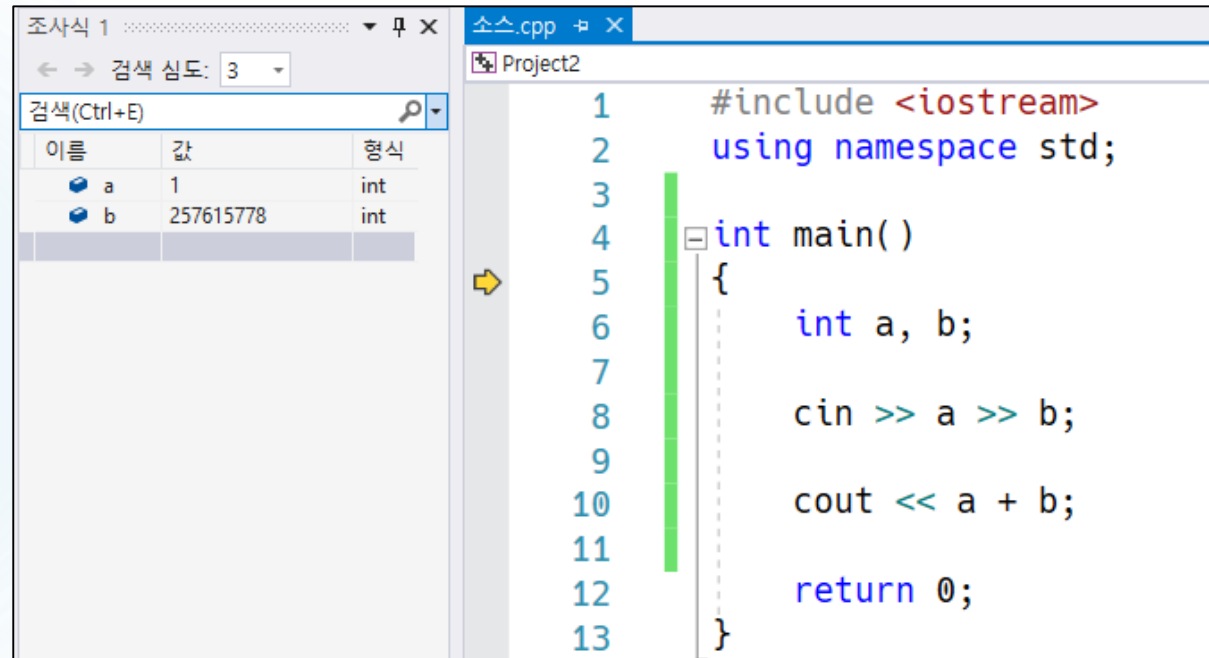 조사식 1
검색 심도: 3
검색(Ctrl+E)
이름 값 형식
a 1 int
b 257615778 int
소스.cpp
Project2
1 #include <iostream>
2 using namespace std;
3
4 int main()
5 {
6 int a, b;
7
8 cin >> a >> b;
9
10 cout << a + b;
11
12 return 0;
13 }